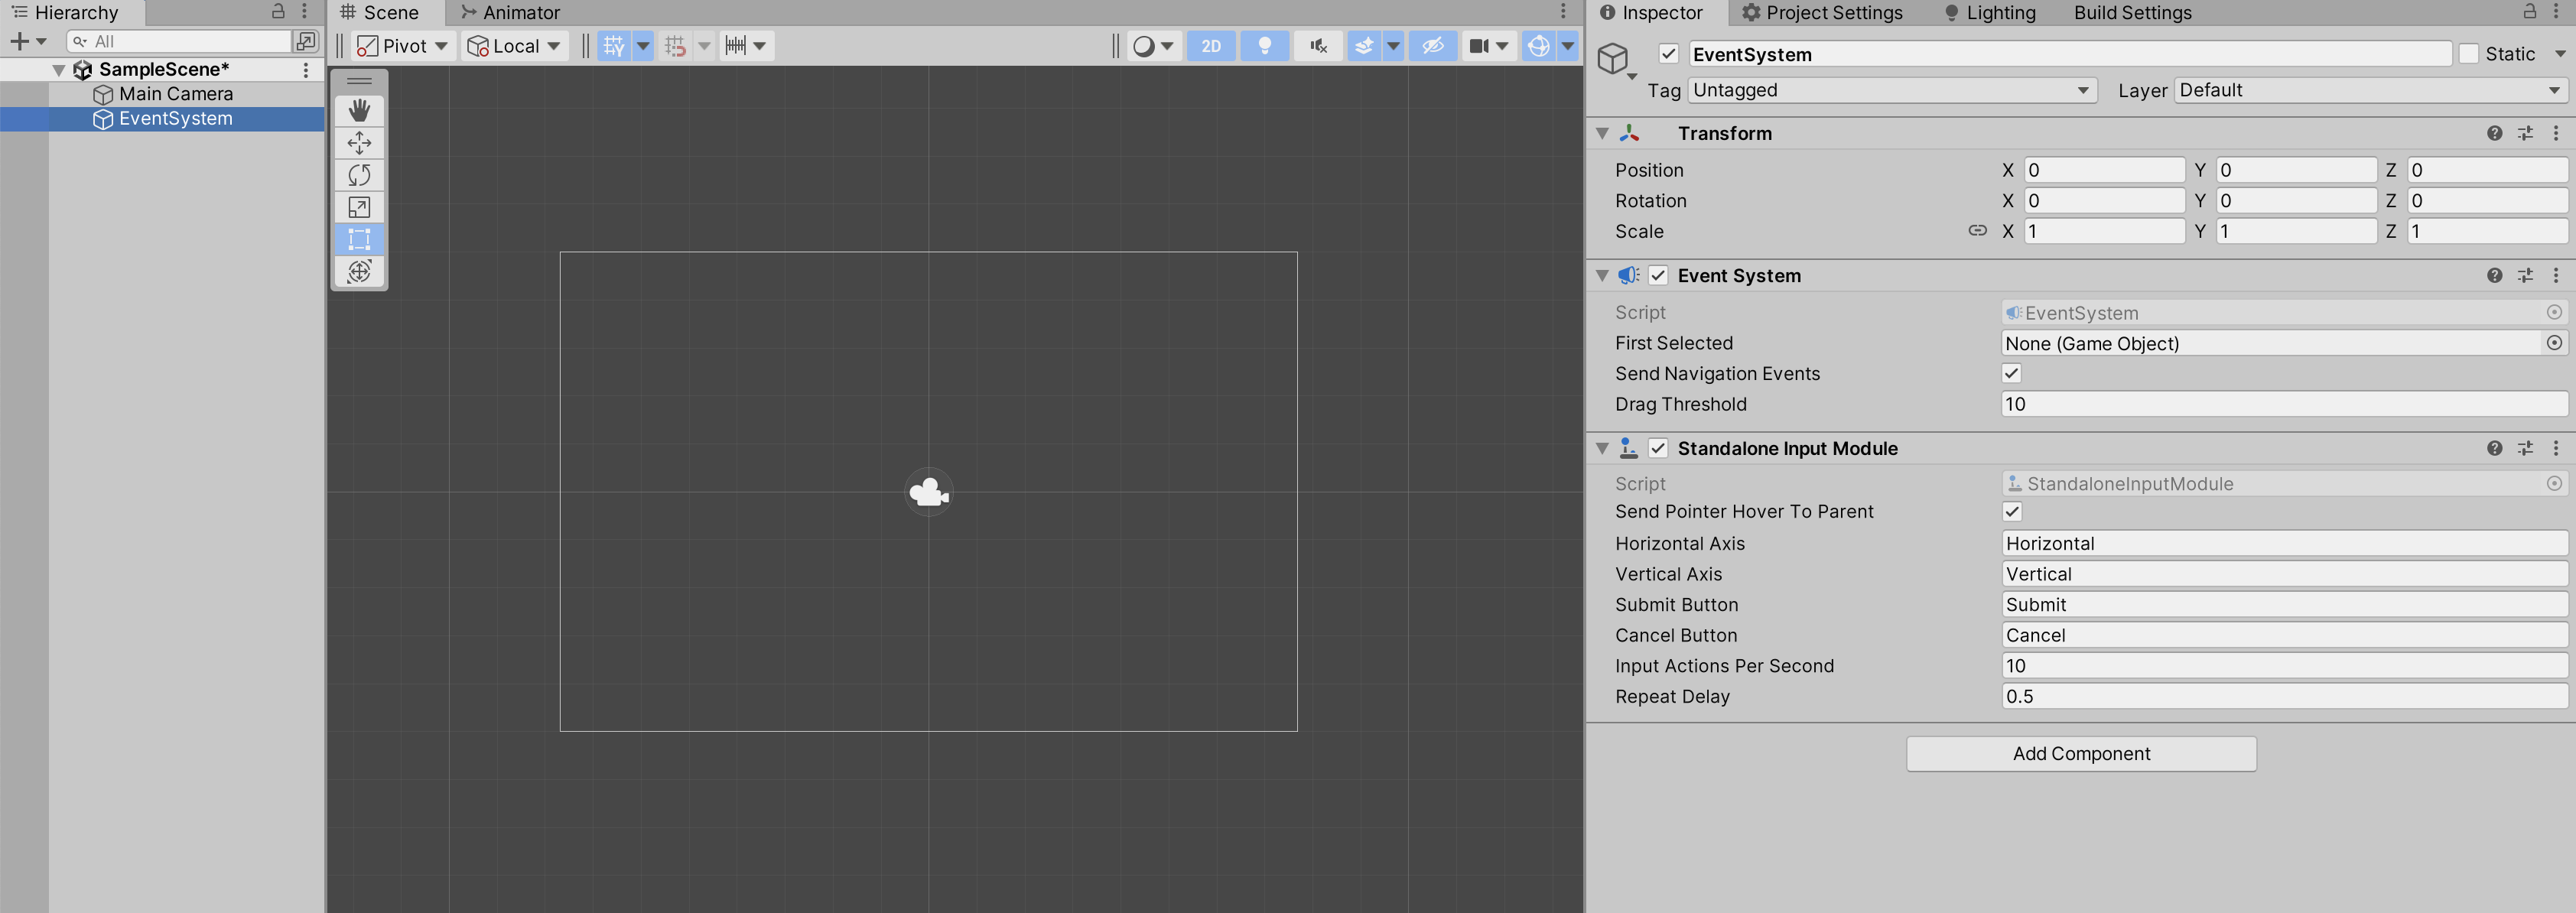 Hierarchy
All
SampleScene*
Main Camera
EventSystem
Scene
Animator
Pivot
Local
2D
Inspector
Project Settings
Lighting
Build Settings
EventSystem
Static
Tag Untagged Layer Default
Transform
Position X 0 Y 0 Z 0
Rotation X 0 Y 0 Z 0
Scale X 1 Y 1 Z 1
Event System
Script EventSystem
First Selected None (Game Object)
Send Navigation Events
Drag Threshold 10
Standalone Input Module
Script StandaloneInputModule
Send Pointer Hover To Parent
Horizontal Axis Horizontal
Vertical Axis Vertical
Submit Button Submit
Cancel Button Cancel
Input Actions Per Second 10
Repeat Delay 0.5
Add Component